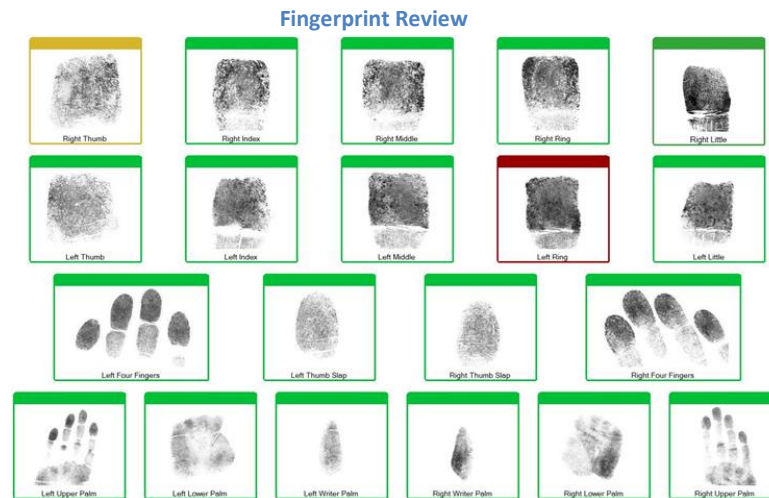 Fingerprint Review
Right Thumb
Right Index
Right Middle
Right Ring
Right Little
Left Thumb
Left Index
Left Middle
Left Ring
Left Little
Left Four Fingers
Left Thumb Slap
Right Thumb Slap
Right Four Fingers
Left Upper Palm
Left Lower Palm
Left Writer Palm
Right Writer Palm
Right Lower Palm
Right Upper Palm